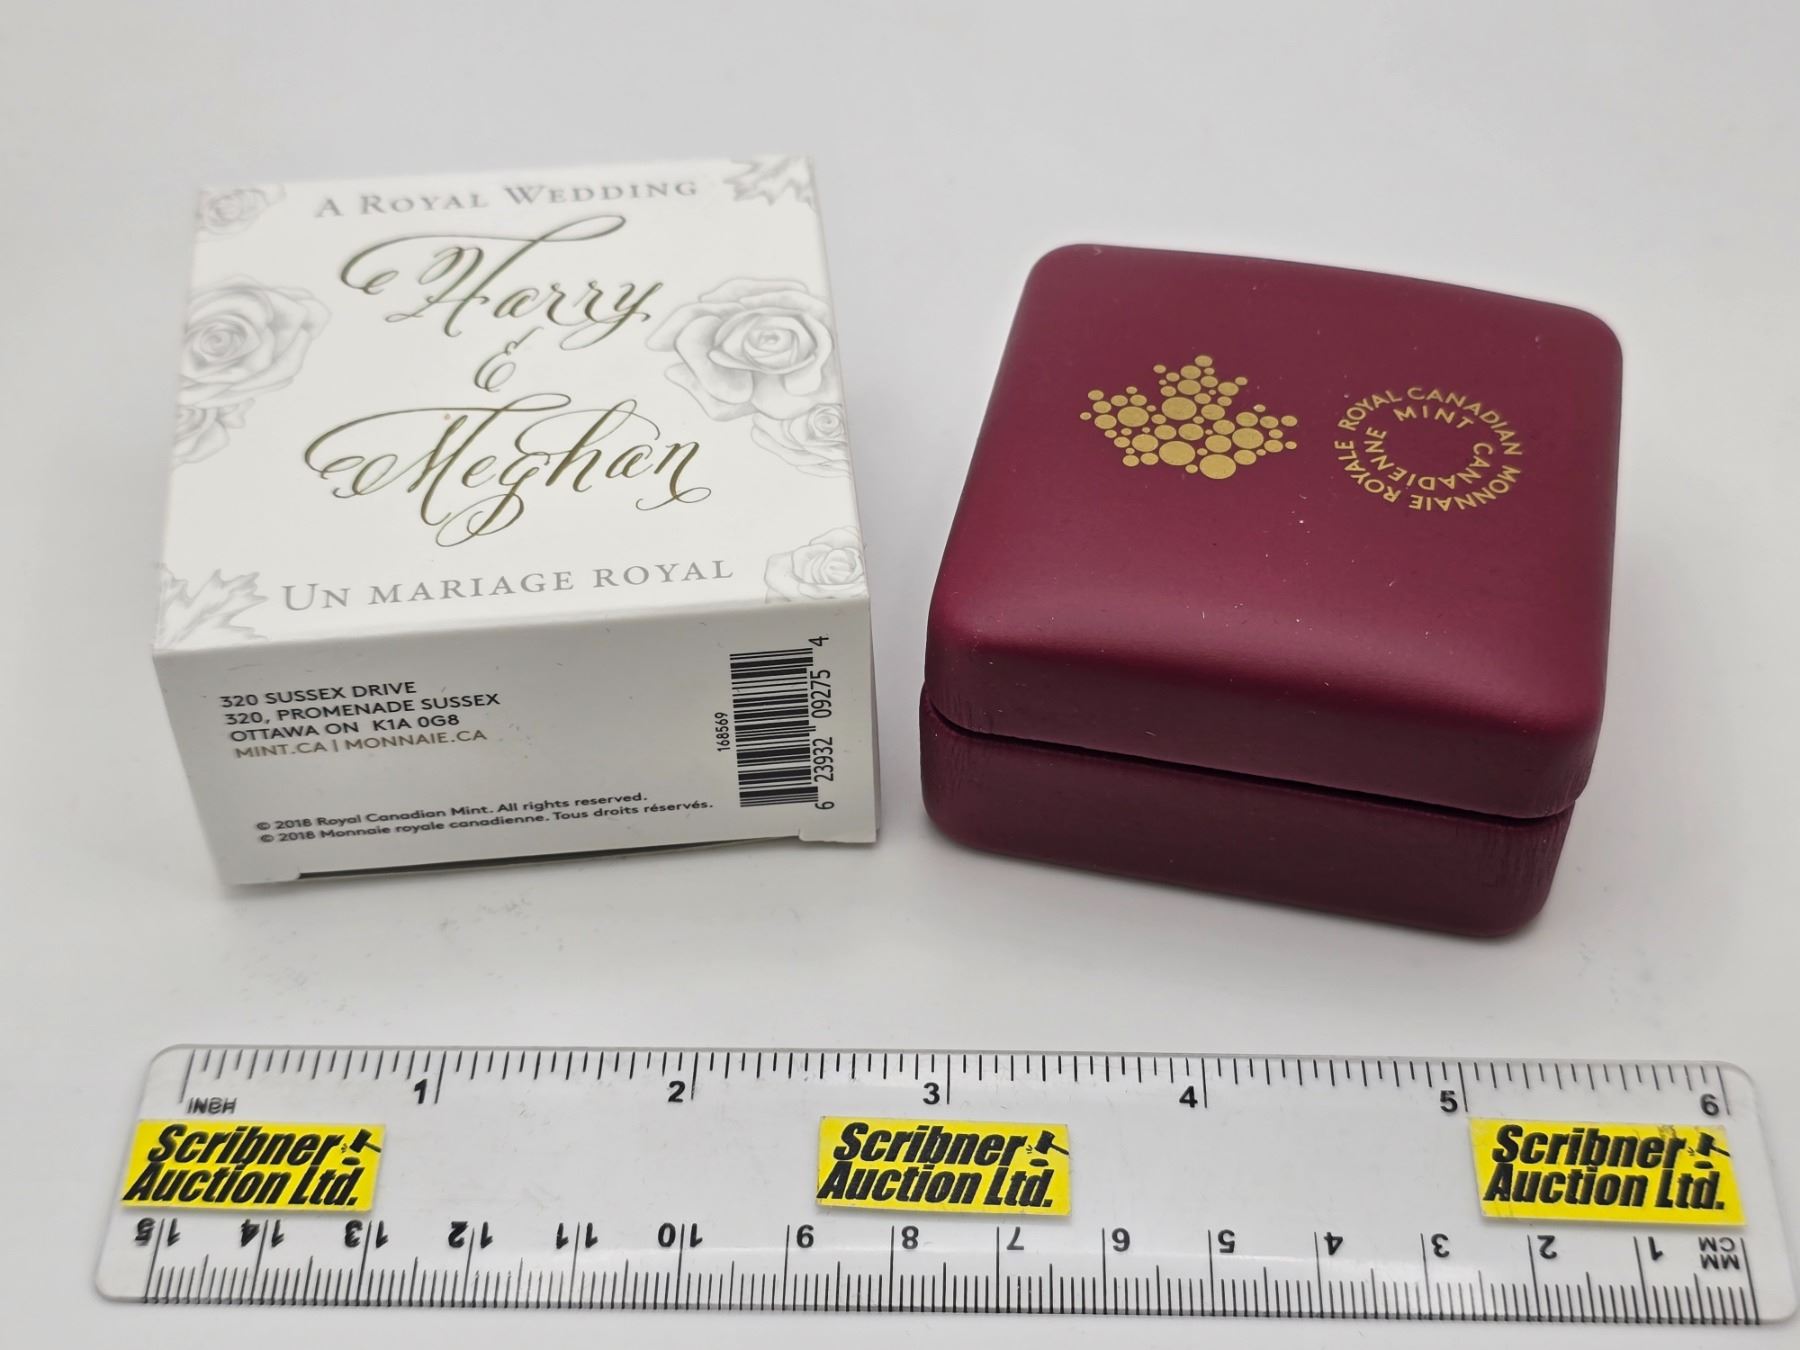 A ROYAL WEDDING
Harry
&
Meghan
UN MARIAGE ROYAL
320 SUSSEX DRIVE
320, PROMENADE SUSSEX
OTTAWA ON K1A 0G8
MINT.CA | MONNAIE.CA
© 2018 Royal Canadian Mint. All rights reserved.
© 2018 Monnaie royale canadienne. Tous droits réservés.
168569
6 23932 09275 4
ROYAL CANADIAN MINT
MONNAIE ROYALE CANADIENNE
INCH 1 2 3 4 5 6
Scribner
Auction Ltd.
Scribner
Auction Ltd.
Scribner
Auction Ltd.
15 14 13 12 11 10 9 8 7 6 5 4 3 2 1 CM
MM